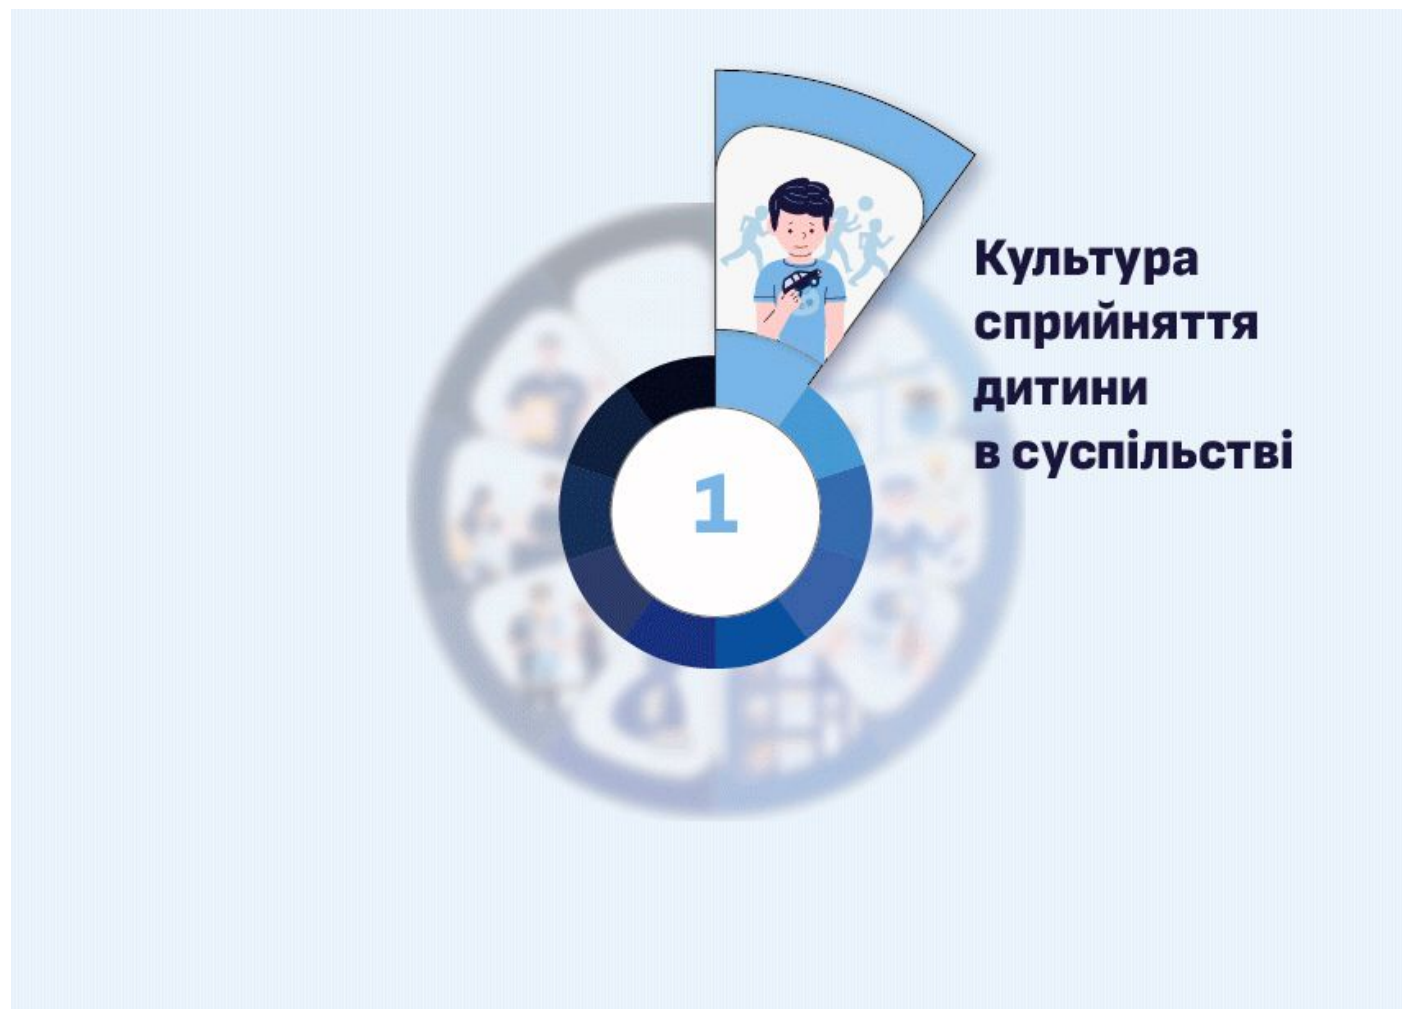 Культура
сприйняття
дитини
в суспільстві
1